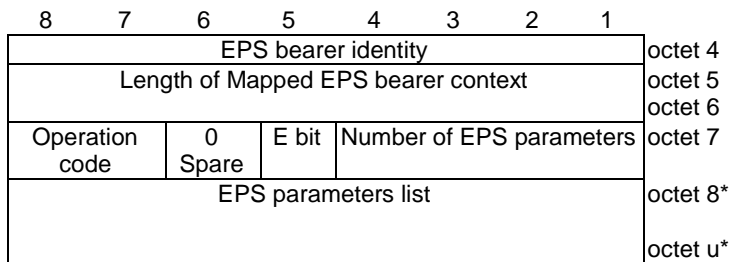 8 7 6 5 4 3 2 1
EPS bearer identity octet 4
Length of Mapped EPS bearer context octet 5
octet 6
Operation 0 E bit Number of EPS parameters octet 7
code Spare
EPS parameters list octet 8*
octet u*